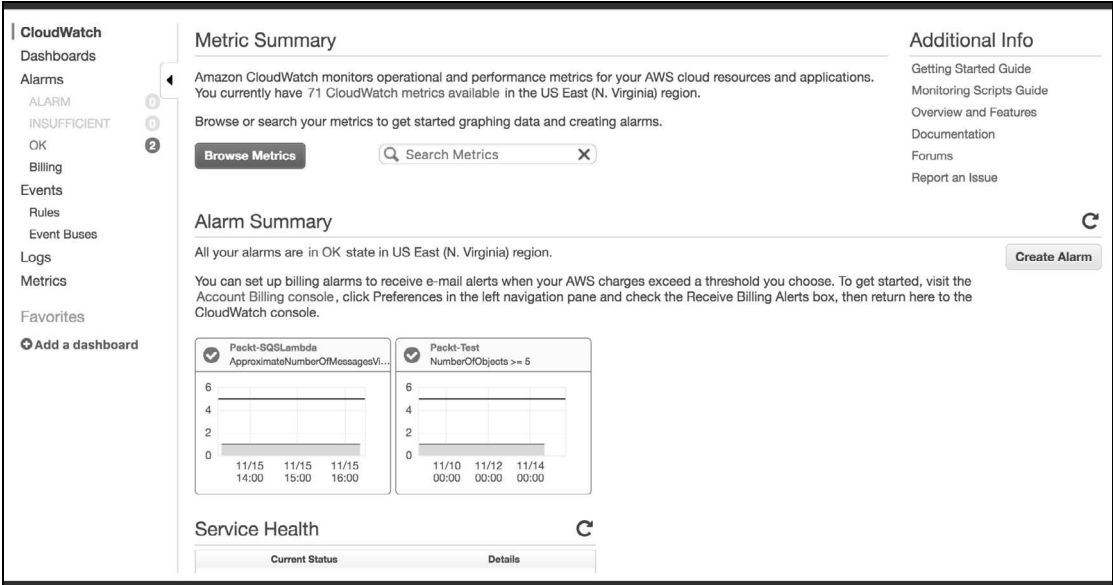 CloudWatch
Dashboards
Alarms
ALARM 0
INSUFFICIENT 0
OK 2
Billing
Events
Rules
Event Buses
Logs
Metrics
Favorites
Add a dashboard
Metric Summary
Amazon CloudWatch monitors operational and performance metrics for your AWS cloud resources and applications.
You currently have 71 CloudWatch metrics available in the US East (N. Virginia) region.
Browse or search your metrics to get started graphing data and creating alarms.
Browse Metrics
Search Metrics
Alarm Summary
All your alarms are in OK state in US East (N. Virginia) region.
Create Alarm
You can set up billing alarms to receive e-mail alerts when your AWS charges exceed a threshold you choose. To get started, visit the
Account Billing console, click Preferences in the left navigation pane and check the Receive Billing Alerts box, then return here to the
CloudWatch console.
Packt-SQSLambda
ApproximateNumberOfMessagesVi...
6
4
2
0
11/15 11/15 11/15
14:00 15:00 16:00
Packt-Test
NumberOfObjects >= 5
6
4
2
0
11/10 11/12 11/14
00:00 00:00 00:00
Service Health
Current Status Details
Additional Info
Getting Started Guide
Monitoring Scripts Guide
Overview and Features
Documentation
Forums
Report an Issue